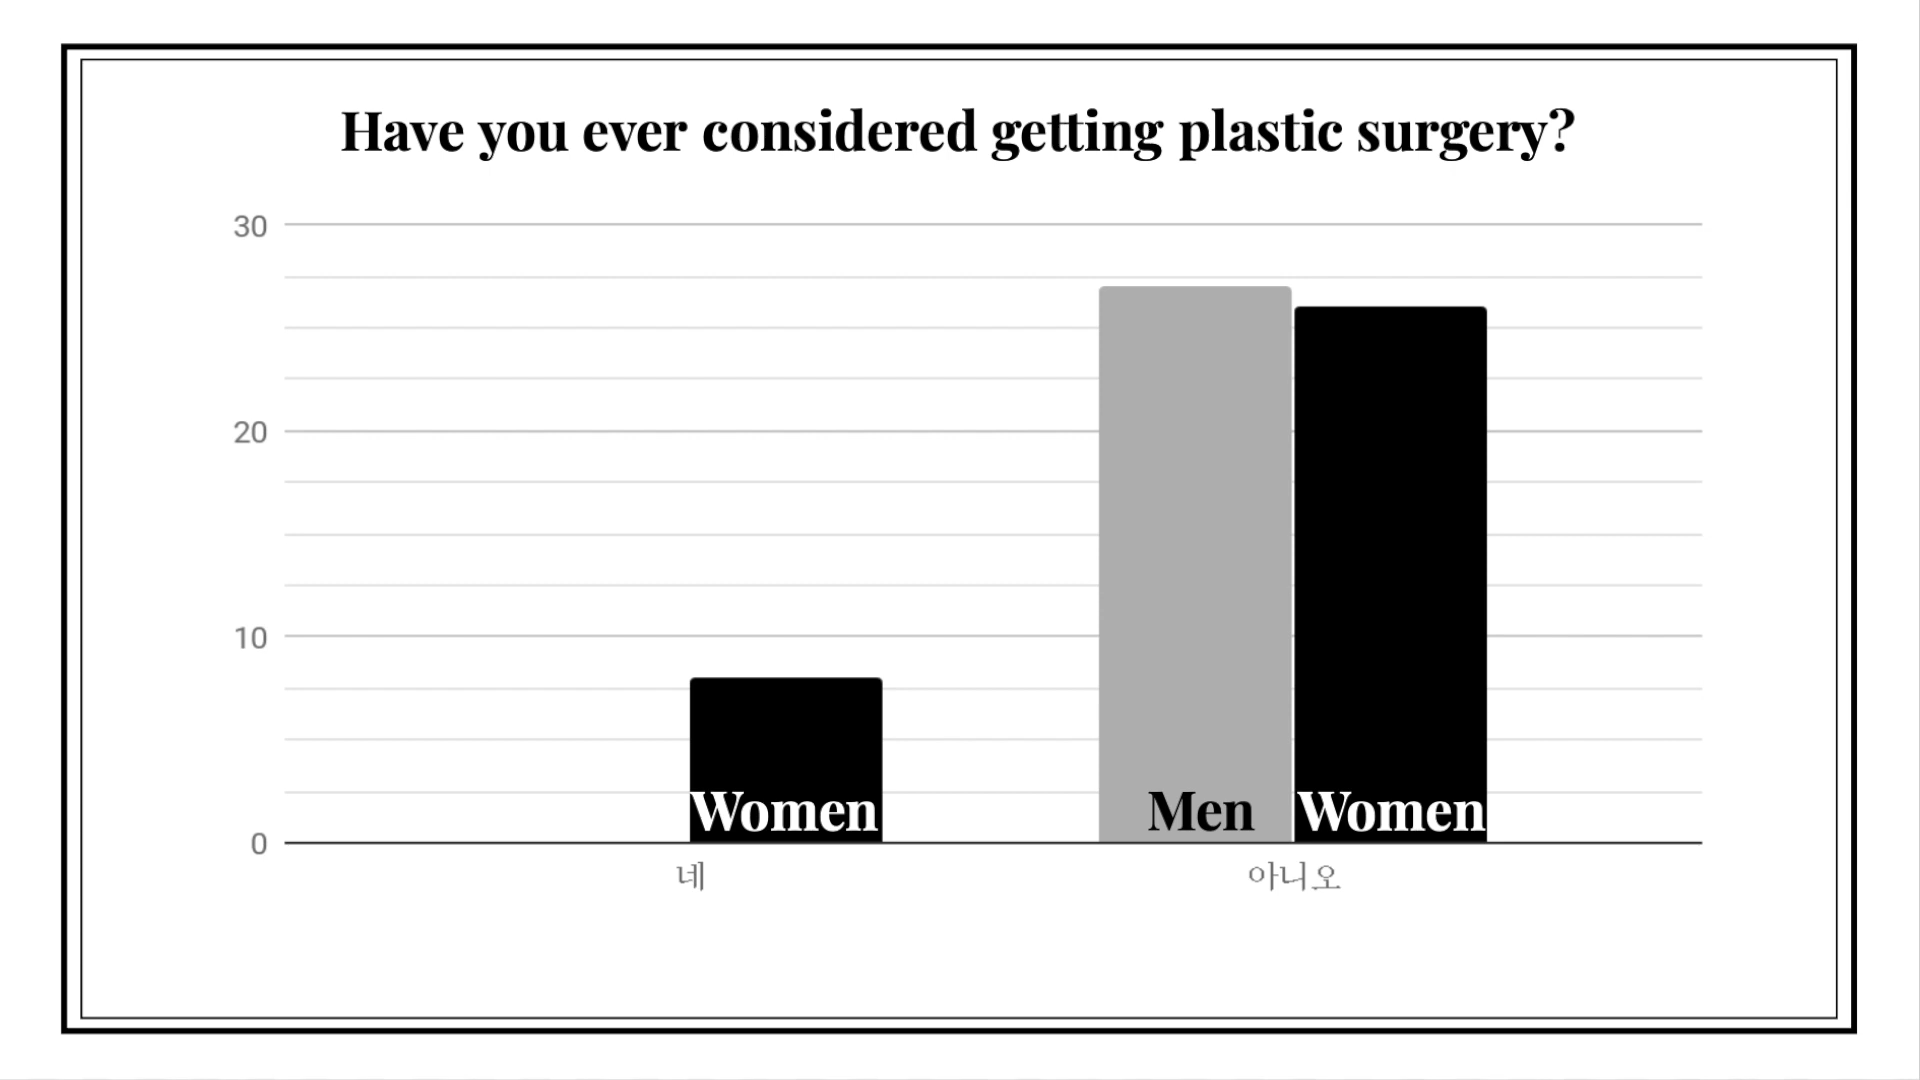 Have you ever considered getting plastic surgery?
30
20
10
0
Women
Men
Women
네
아니오